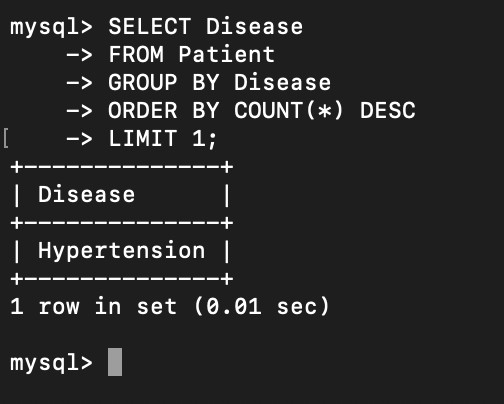 mysql> SELECT Disease
    -> FROM Patient
    -> GROUP BY Disease
    -> ORDER BY COUNT(*) DESC
[    -> LIMIT 1;
+--------------+
| Disease      |
+--------------+
| Hypertension |
+--------------+
1 row in set (0.01 sec)

mysql>